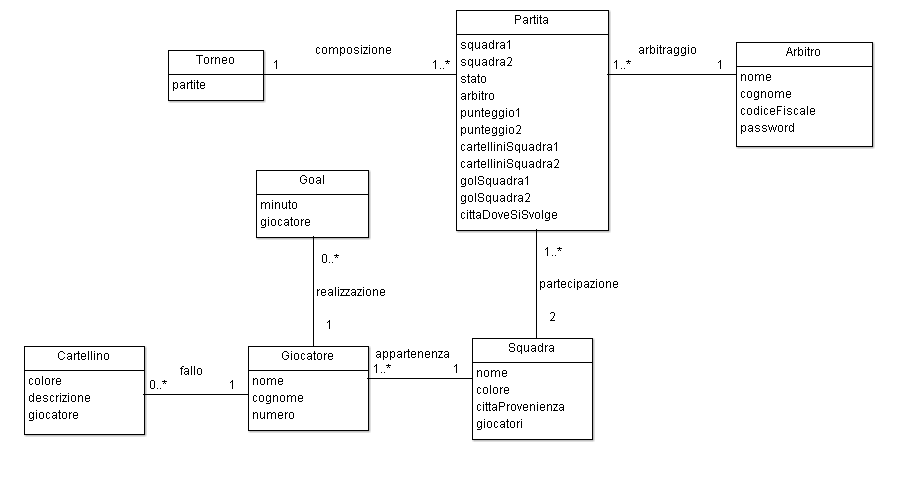 Partita
squadra1
squadra2
stato
arbitro
punteggio1
punteggio2
cartelliniSquadra1
cartelliniSquadra2
golSquadra1
golSquadra2
cittaDoveSiSvolge
Torneo
partite
composizione
1
1..*
arbitraggio
1..*
1
Arbitro
nome
cognome
codiceFiscale
password
Goal
minuto
giocatore
0..*
realizzazione
1
1..*
partecipazione
2
Cartellino
colore
descrizione
giocatore
fallo
0..*
1
Giocatore
nome
cognome
numero
appartenenza
1..*
1
Squadra
nome
colore
cittaProvenienza
giocatori